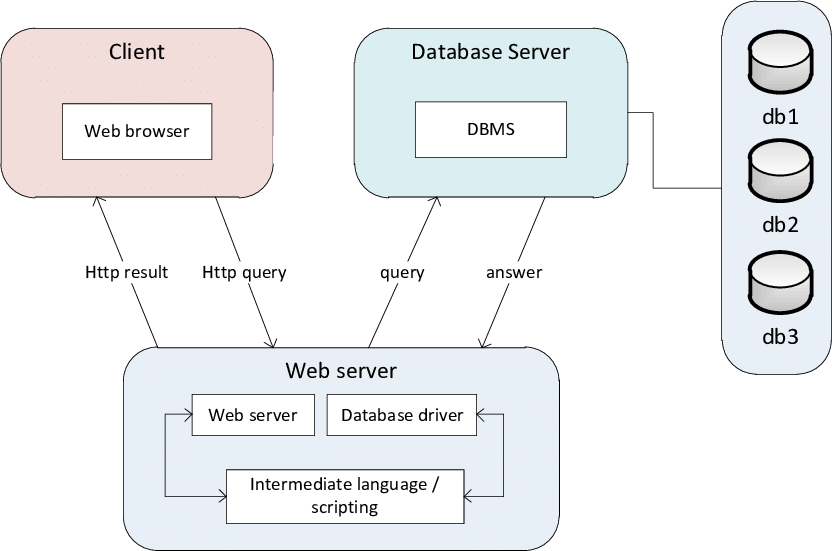 Client
Web browser
Database Server
DBMS
db1
db2
db3
Http result
Http query
query
answer
Web server
Web server
Database driver
Intermediate language /
scripting